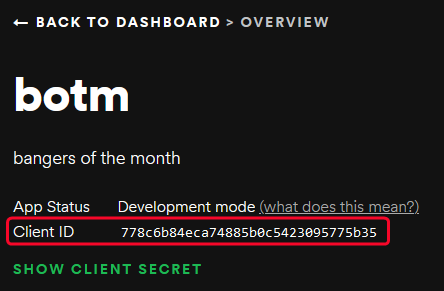 ← BACK TO DASHBOARD > OVERVIEW
botm
bangers of the month
App Status Development mode (what does this mean?)
Client ID 778c6b84eca74885b0c5423095775b35
SHOW CLIENT SECRET